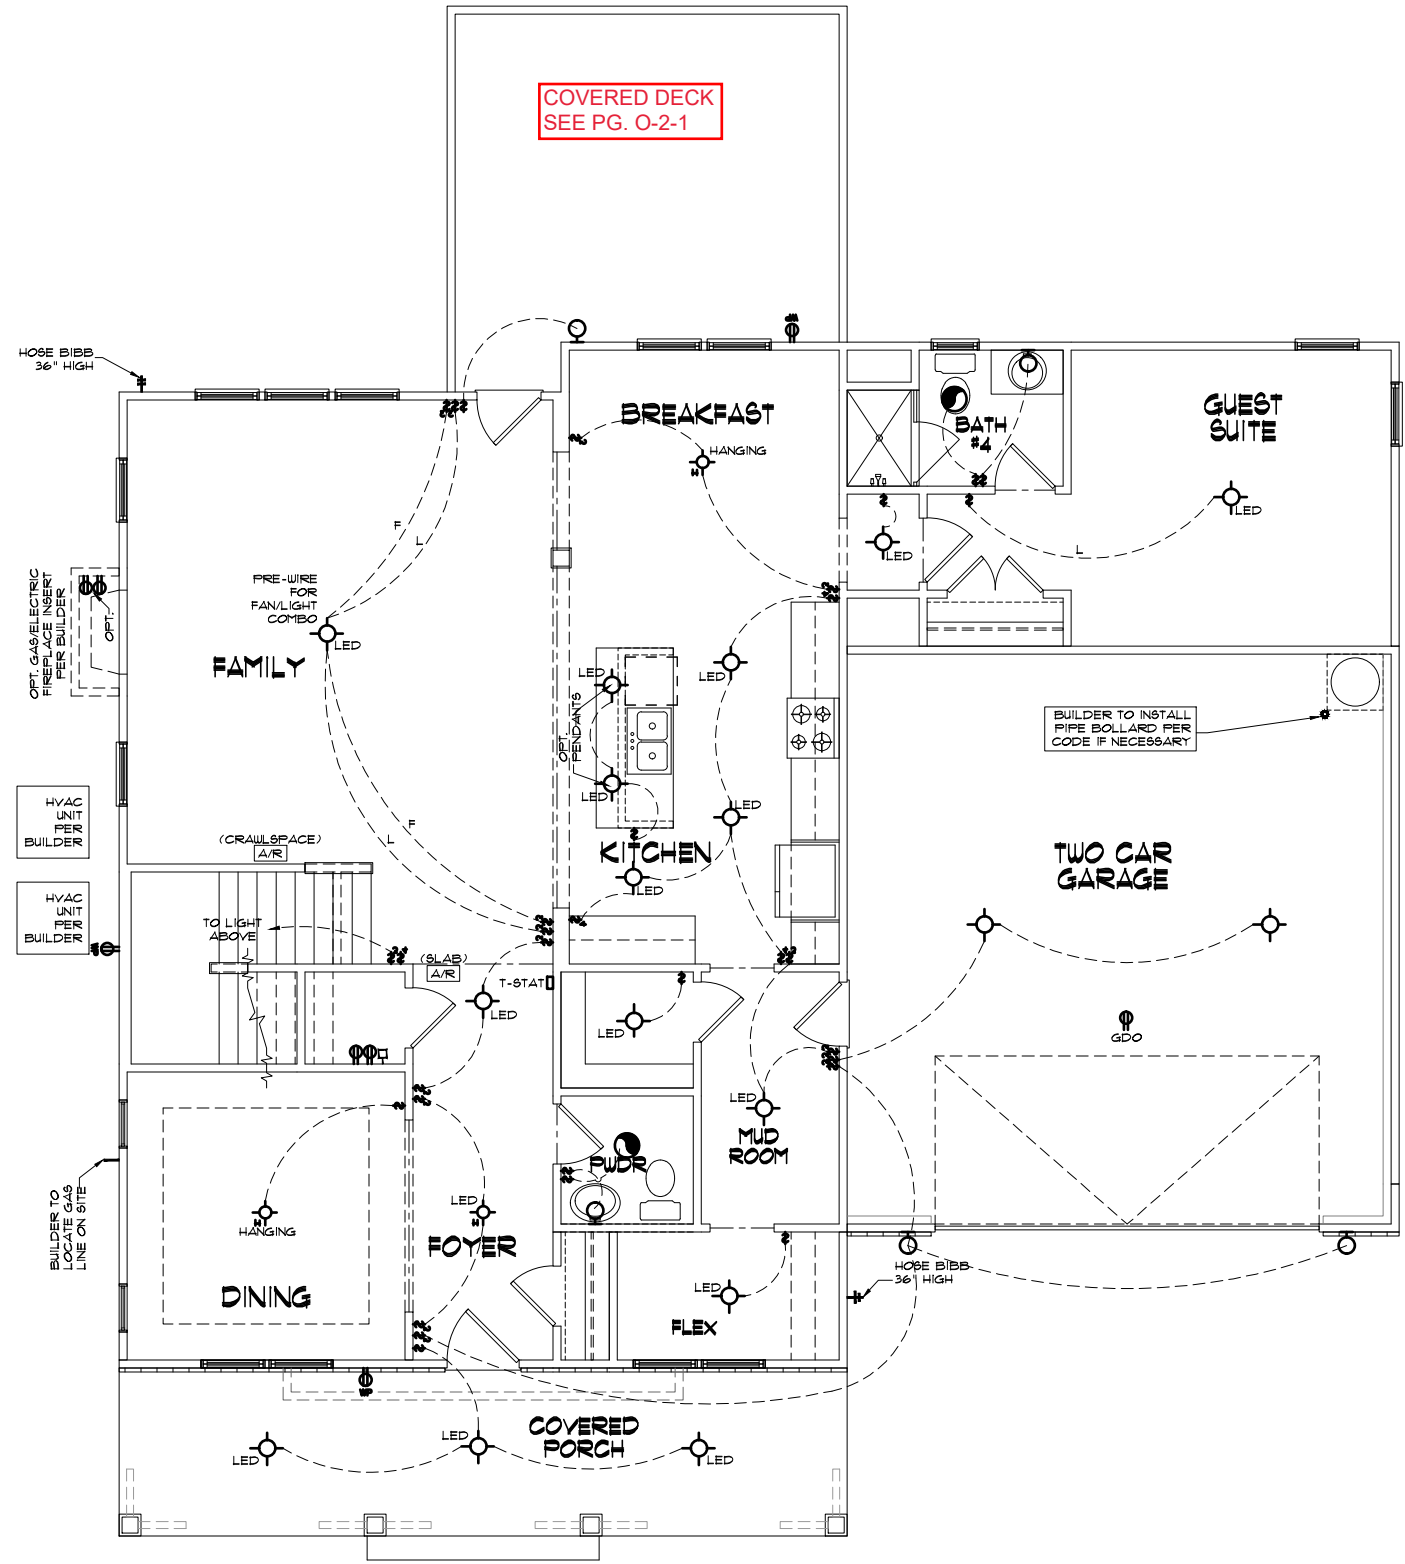 COVERED DECK
SEE PG. O-2-1
HOSE BIBB
36" HIGH
WP
BREAKFAST
HANGING
H
BATH
#4
GUEST
SUITE
LED
LED
L
F
L
PRE-WIRE
FOR
FAN/LIGHT
COMBO
LED
FAMILY
OPT. GAS/ELECTRIC
FIREPLACE INSERT
PER BUILDER
OPT.
LED
LED
OPT.
PENDANTS
LED
LED
BUILDER TO INSTALL
PIPE BOLLARD PER
CODE IF NECESSARY
HVAC
UNIT
PER
BUILDER
F
L
(CRAWLSPACE)
A/R
KITCHEN
LED
TWO CAR
GARAGE
HVAC
UNIT
PER
BUILDER
WP
TO LIGHT
ABOVE
(SLAB)
A/R
T-STAT
LED
LED
GDO
LED
MUD
ROOM
PWDR
BUILDER TO
LOCATE GAS
LINE ON SITE
H
HANGING
LED
H
FOYER
DINING
LED
FLEX
HOSE BIBB
36" HIGH
WP
COVERED
PORCH
LED
LED
LED